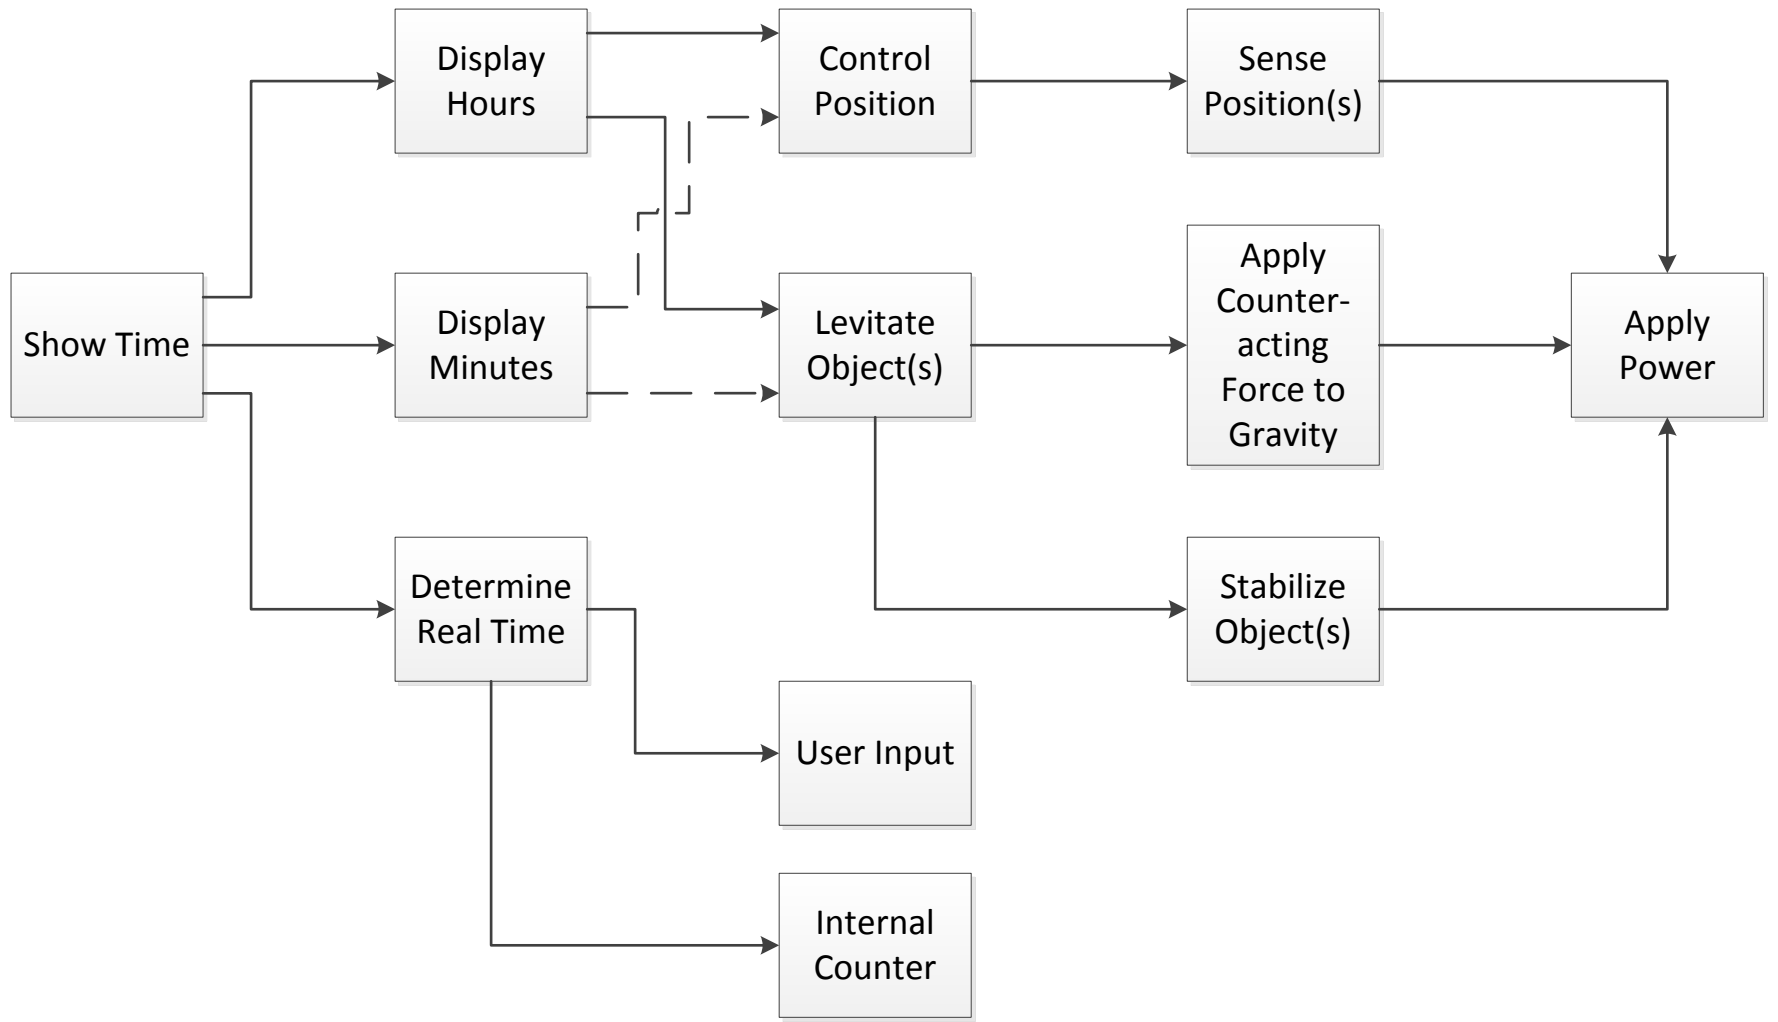 Display
Hours
Control
Position
Sense
Position(s)
Show Time
Display
Minutes
Levitate
Object(s)
Apply
Counter-
acting
Force to
Gravity
Apply
Power
Determine
Real Time
Stabilize
Object(s)
User Input
Internal
Counter